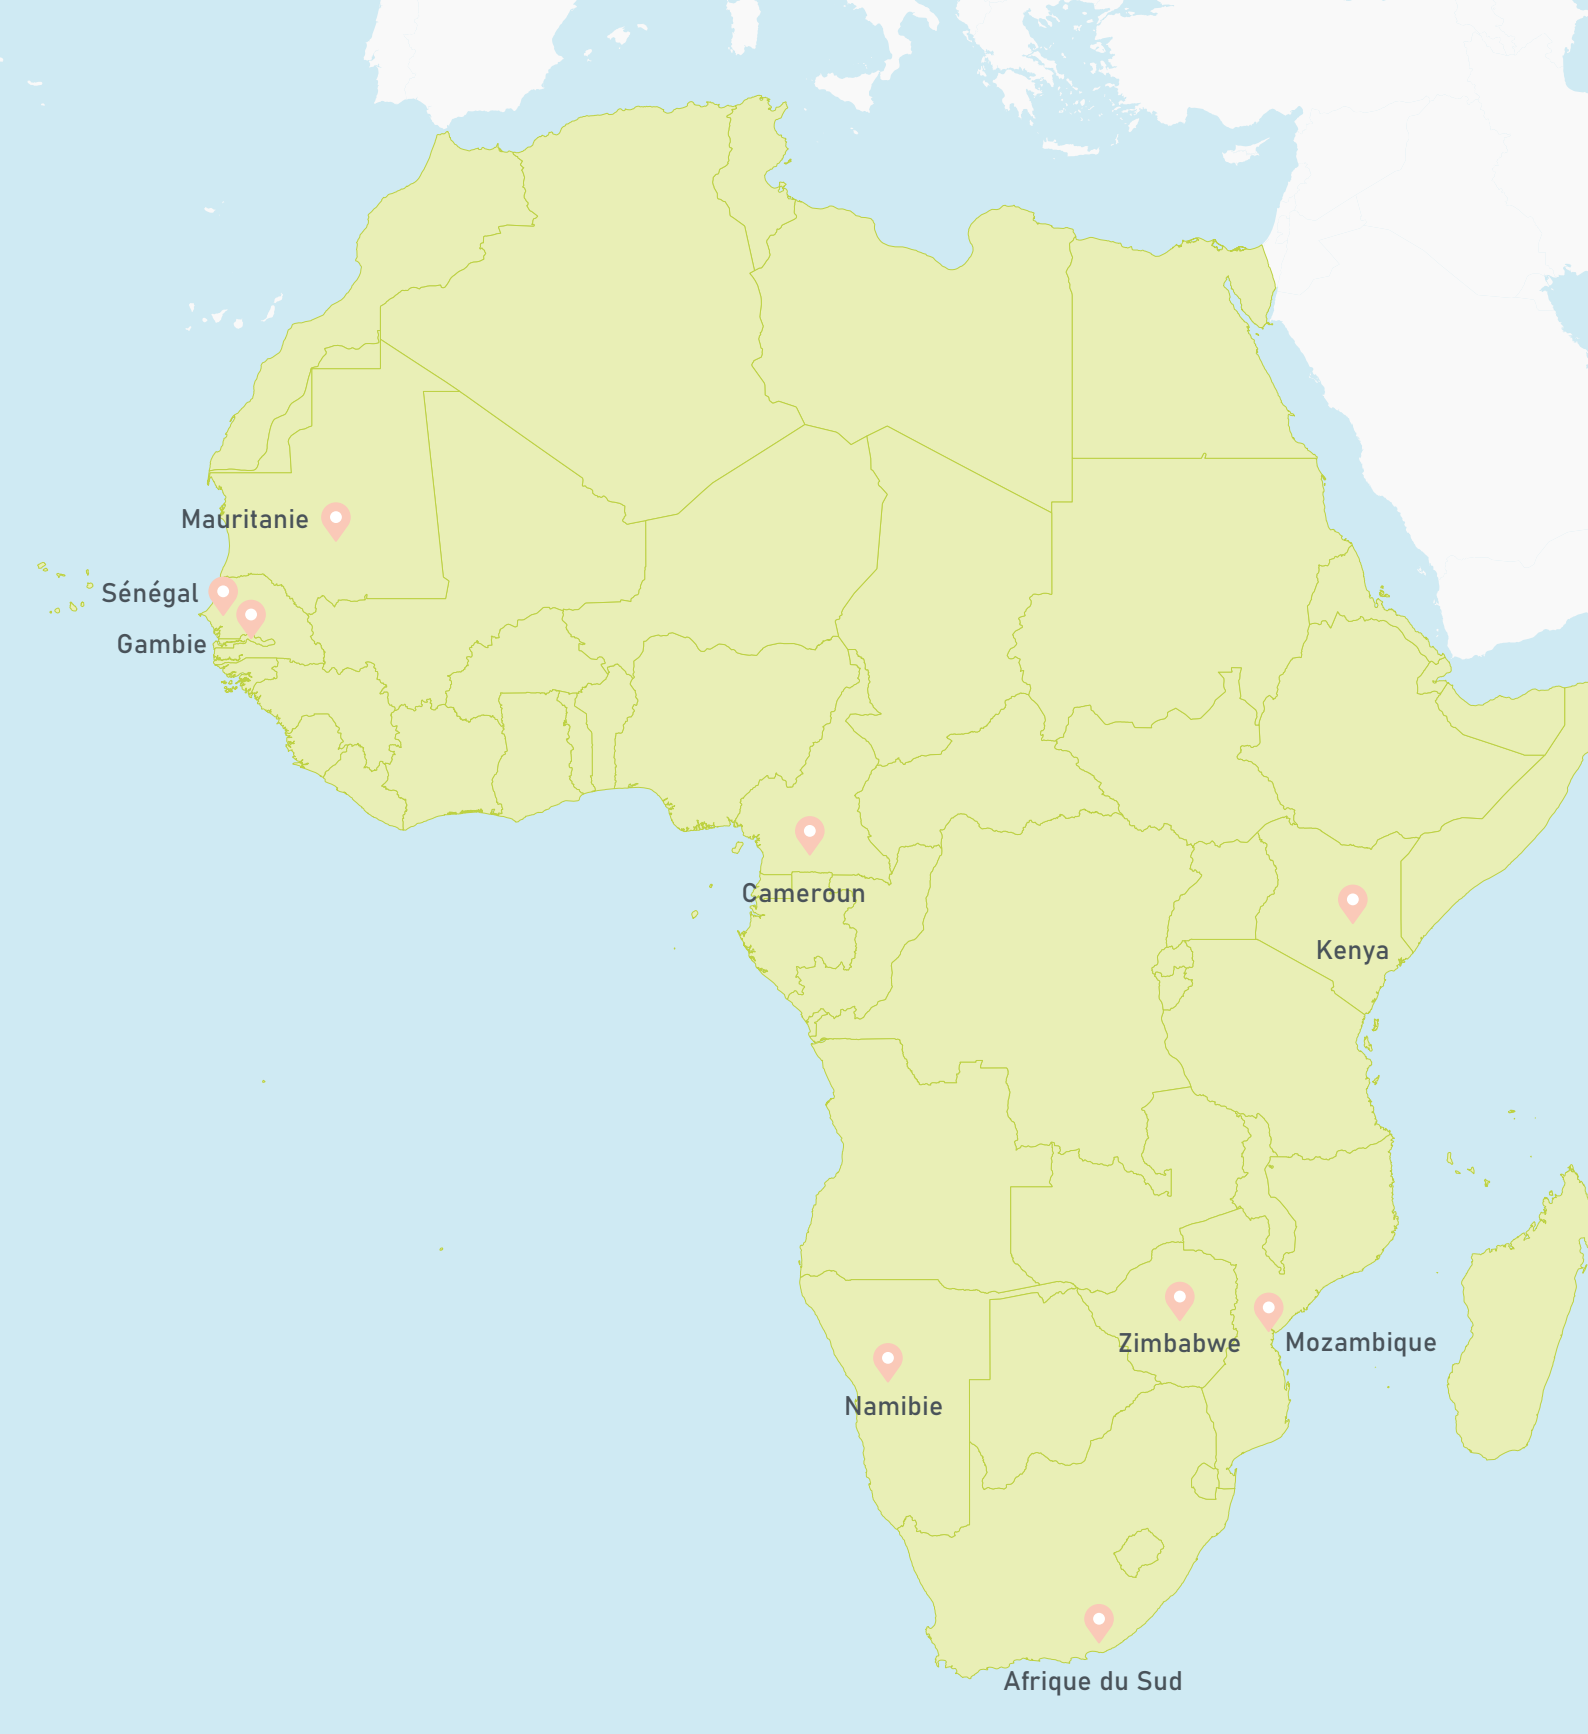 Mauritanie
Sénégal
Gambie
Cameroun
Kenya
Zimbabwe
Mozambique
Namibie
Afrique du Sud